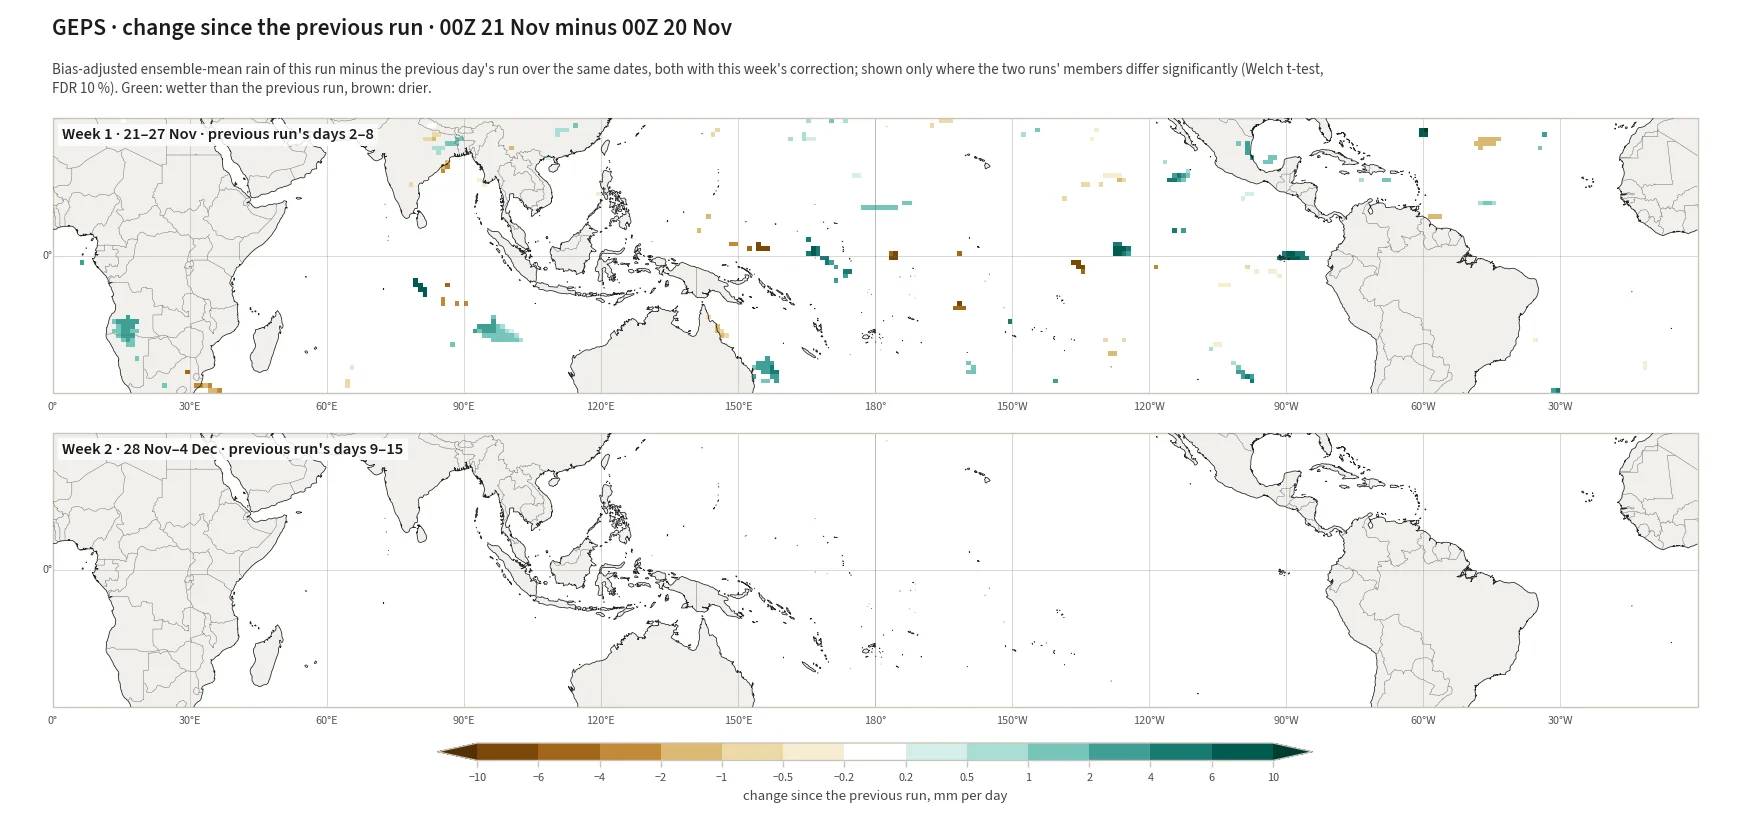 GEPS · change since the previous run · 00Z 21 Nov minus 00Z 20 Nov
Bias-adjusted ensemble-mean rain of this run minus the previous day's run over the same dates, both with this week's correction; shown only where the two runs' members differ significantly (Welch t-test,
FDR 10 %). Green: wetter than the previous run, brown: drier.
Week 1 · 21–27 Nov · previous run's days 2–8
0°
0° 30°E 60°E 90°E 120°E 150°E 180° 150°W 120°W 90°W 60°W 30°W
Week 2 · 28 Nov–4 Dec · previous run's days 9–15
0°
0° 30°E 60°E 90°E 120°E 150°E 180° 150°W 120°W 90°W 60°W 30°W
−10 −6 −4 −2 −1 −0.5 −0.2 0.2 0.5 1 2 4 6 10
change since the previous run, mm per day